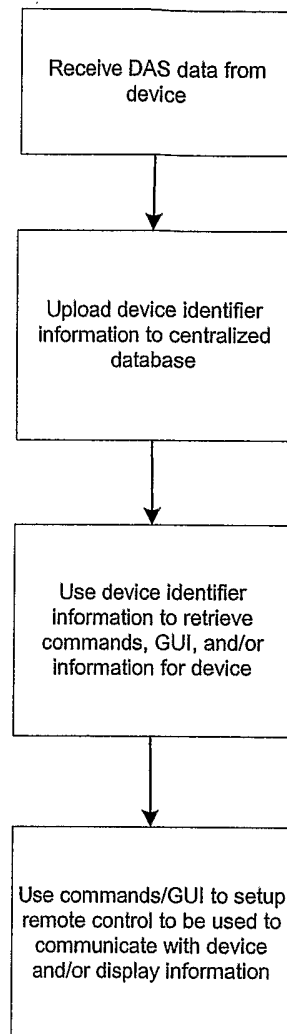 Receive DAS data from
device
Upload device identifier
information to centralized
database
Use device identifier
information to retrieve
commands, GUI, and/or
information for device
Use commands/GUI to setup
remote control to be used to
communicate with device
and/or display information